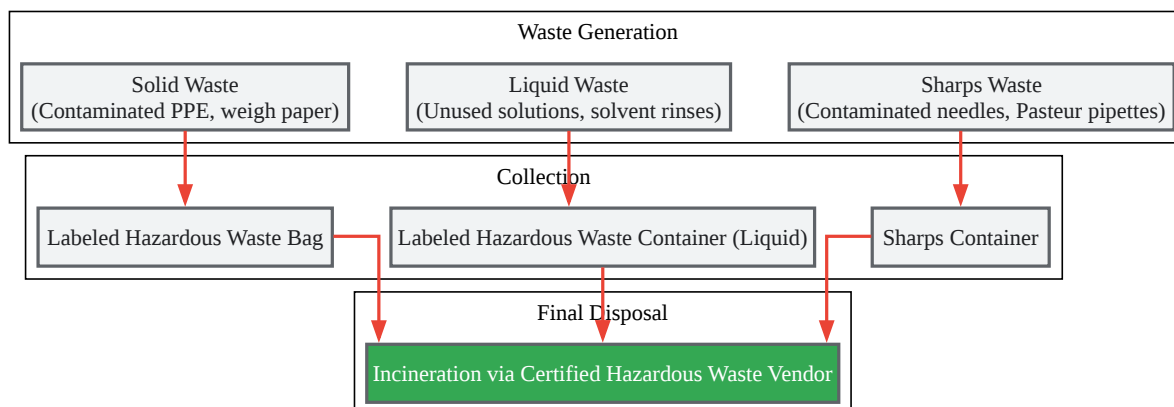 Waste Generation
Solid Waste
(Contaminated PPE, weigh paper)
Liquid Waste
(Unused solutions, solvent rinses)
Sharps Waste
(Contaminated needles, Pasteur pipettes)
Collection
Labeled Hazardous Waste Bag
Labeled Hazardous Waste Container (Liquid)
Sharps Container
Final Disposal
Incineration via Certified Hazardous Waste Vendor